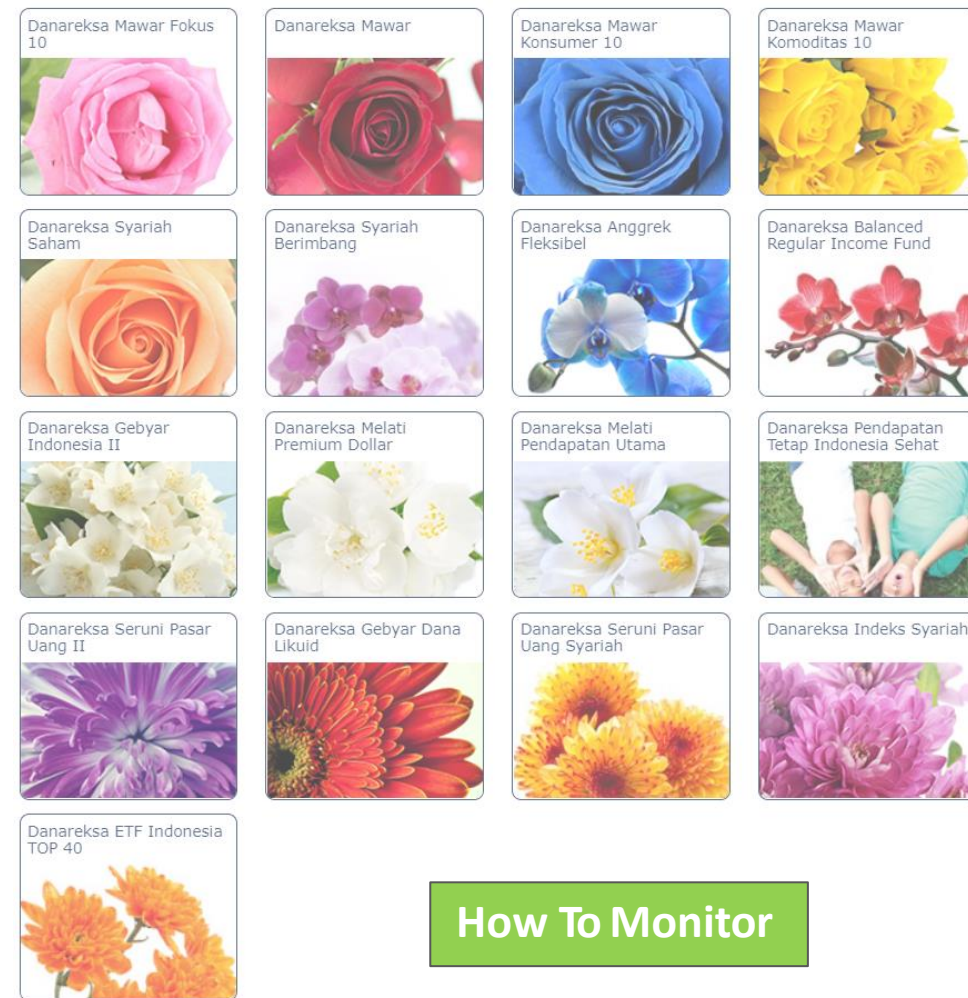 Danareksa Mawar Fokus
10
Danareksa Mawar
Danareksa Mawar
Konsumer 10
Danareksa Mawar
Komoditas 10
Danareksa Syariah
Saham
Danareksa Syariah
Berimbang
Danareksa Anggrek
Fleksibel
Danareksa Balanced
Regular Income Fund
Danareksa Gebyar
Indonesia II
Danareksa Melati
Premium Dollar
Danareksa Melati
Pendapatan Utama
Danareksa Pendapatan
Tetap Indonesia Sehat
Danareksa Seruni Pasar
Uang II
Danareksa Gebyar Dana
Likuid
Danareksa Seruni Pasar
Uang Syariah
Danareksa Indeks Syariah
Danareksa ETF Indonesia
TOP 40
How To Monitor